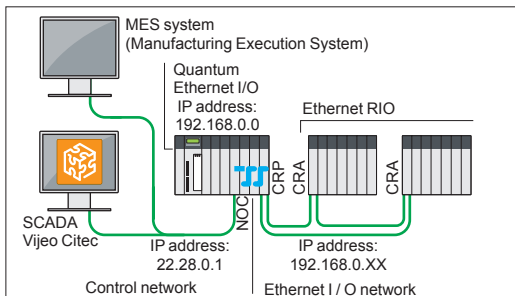 MES system
(Manufacturing Execution System)
Quantum
Ethernet I/O
IP address:
192.168.0.0
Ethernet RIO
NOC
CRP
CRA
CRA
SCADA
Vijeo Citec
IP address:
22.28.0.1
IP address:
192.168.0.XX
Control network
Ethernet I / O network